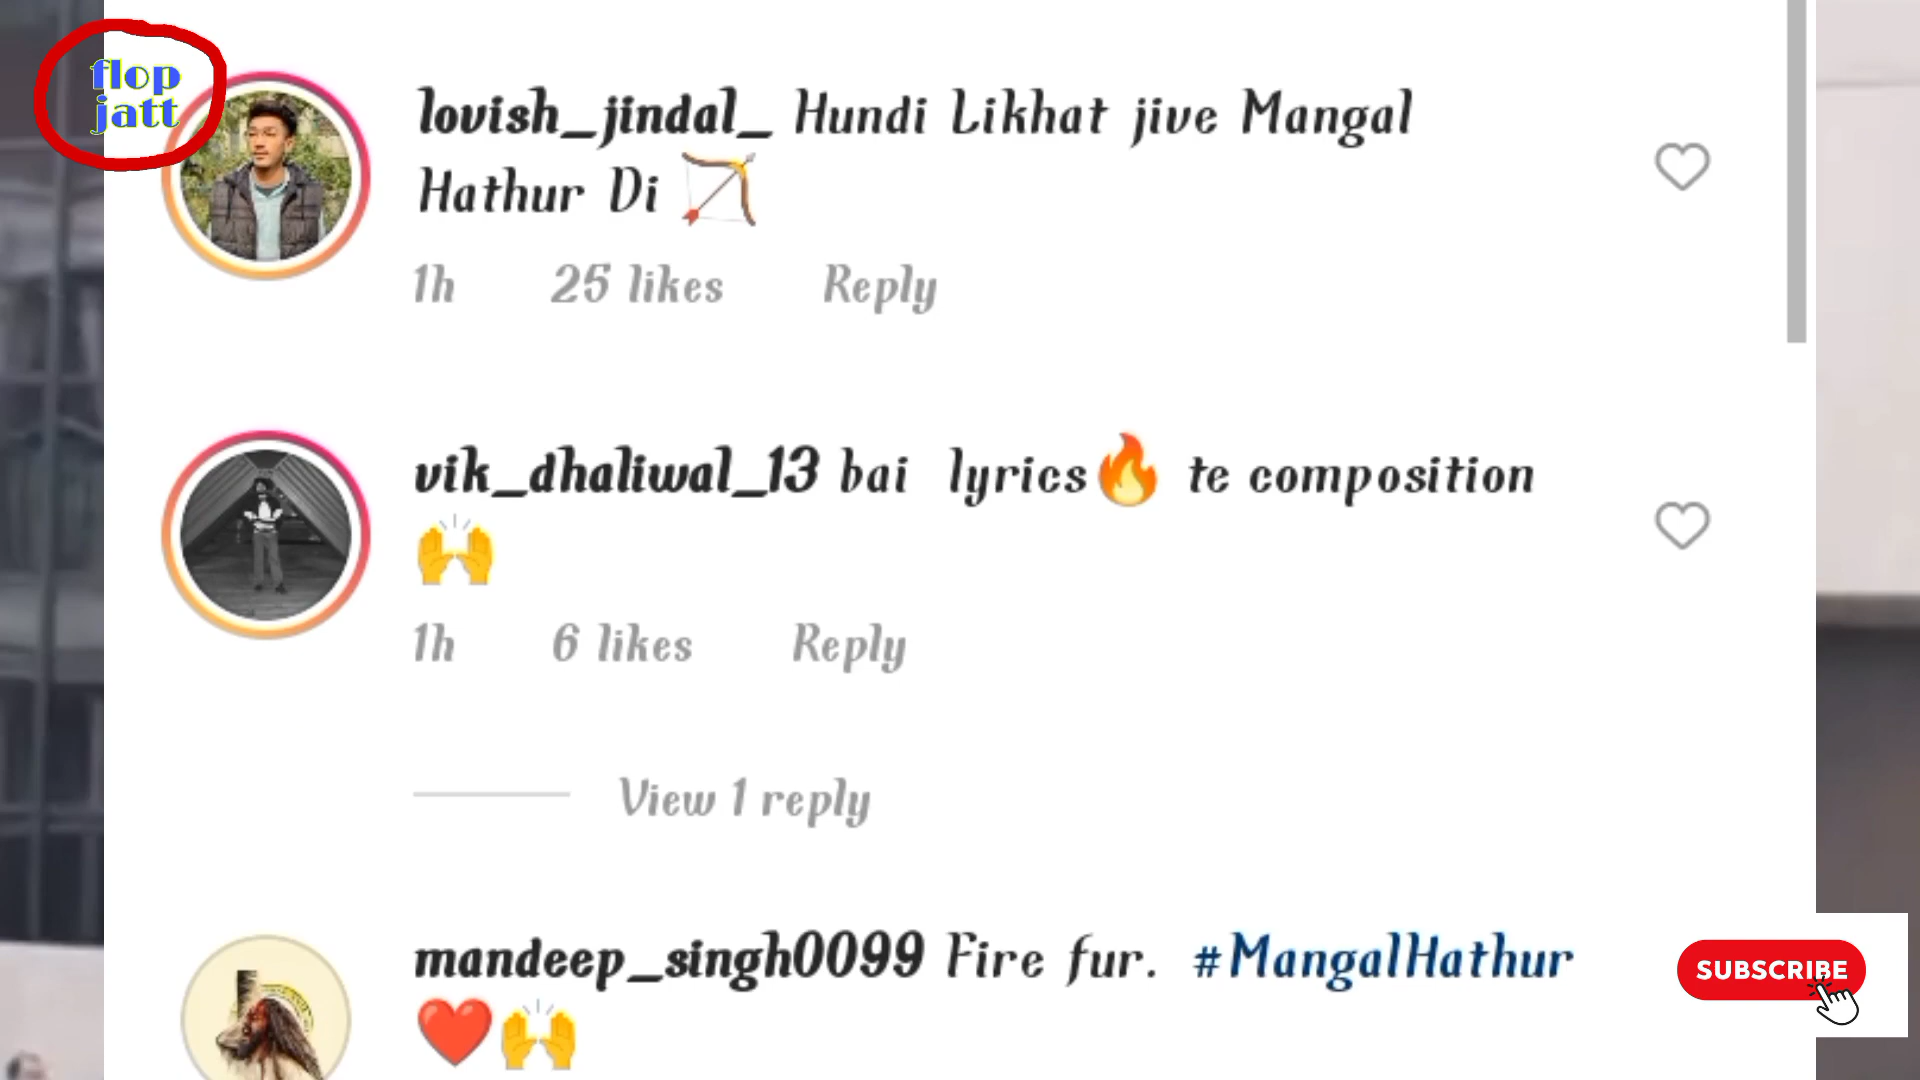 flop
jatt
lovish_jindal_ Hundi Likhat jive Mangal
Hathur Di 🏹
1h 25 likes Reply
vik_dhaliwal_13 bai lyrics🔥 te composition
🙌
1h 6 likes Reply
View 1 reply
mandeep_singh0099 Fire fur. #MangalHathur
❤️🙌
SUBSCRIBE